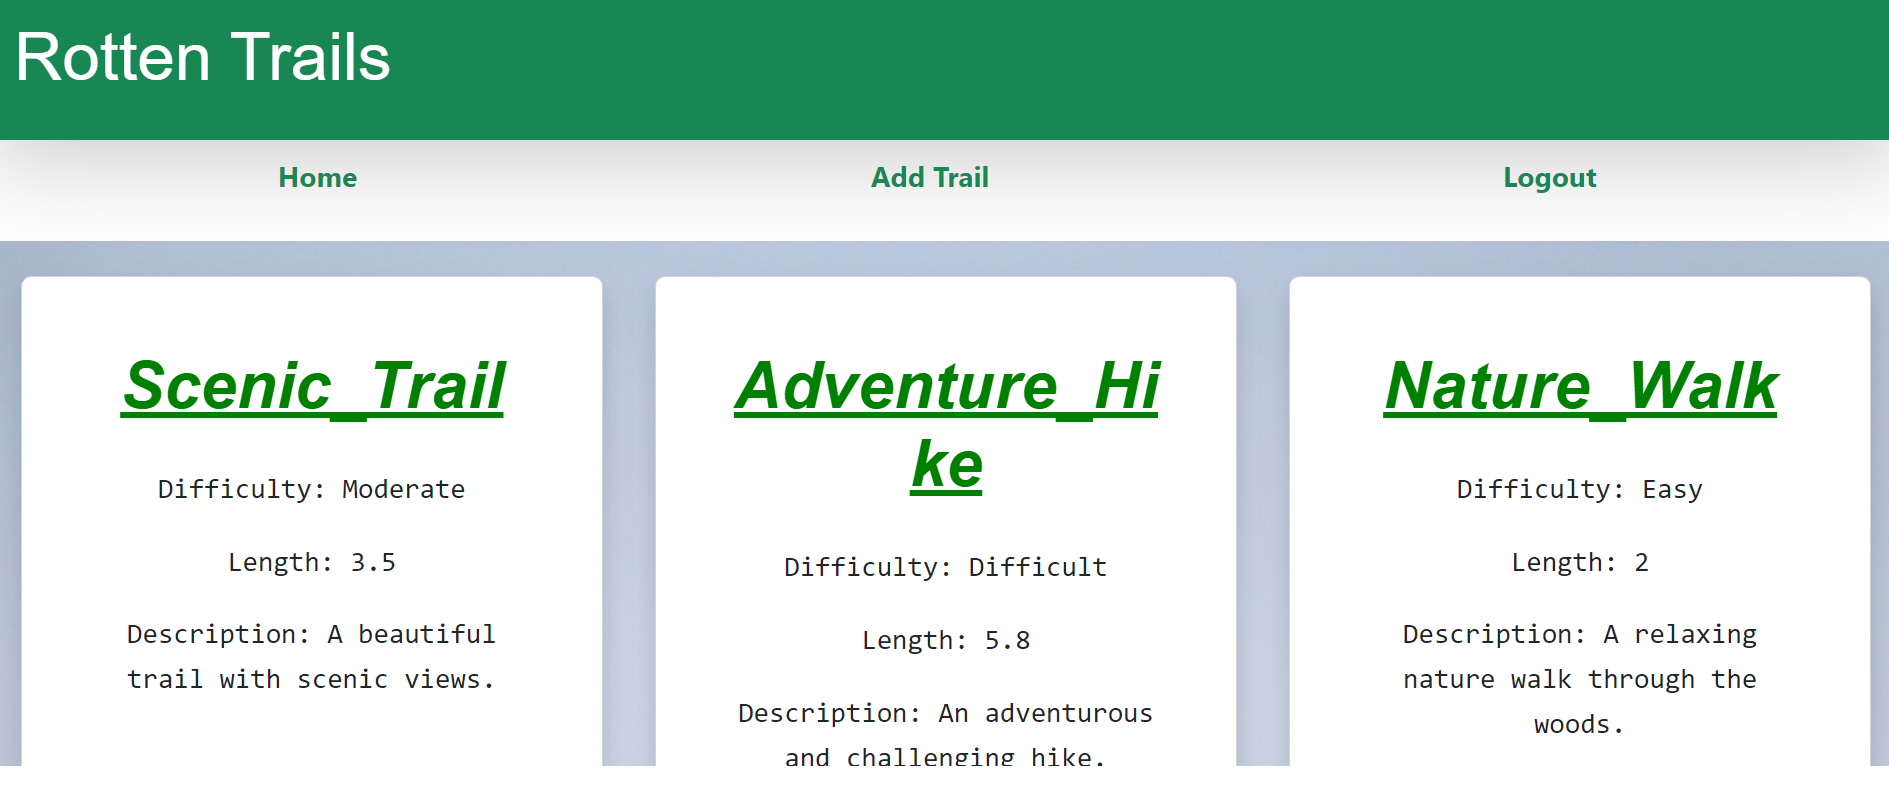 Rotten Trails
Home
Add Trail
Logout
Scenic_Trail
Difficulty: Moderate
Length: 3.5
Description: A beautiful
trail with scenic views.
Adventure_Hi
ke
Difficulty: Difficult
Length: 5.8
Description: An adventurous
and challenging hike.
Nature_Walk
Difficulty: Easy
Length: 2
Description: A relaxing
nature walk through the
woods.